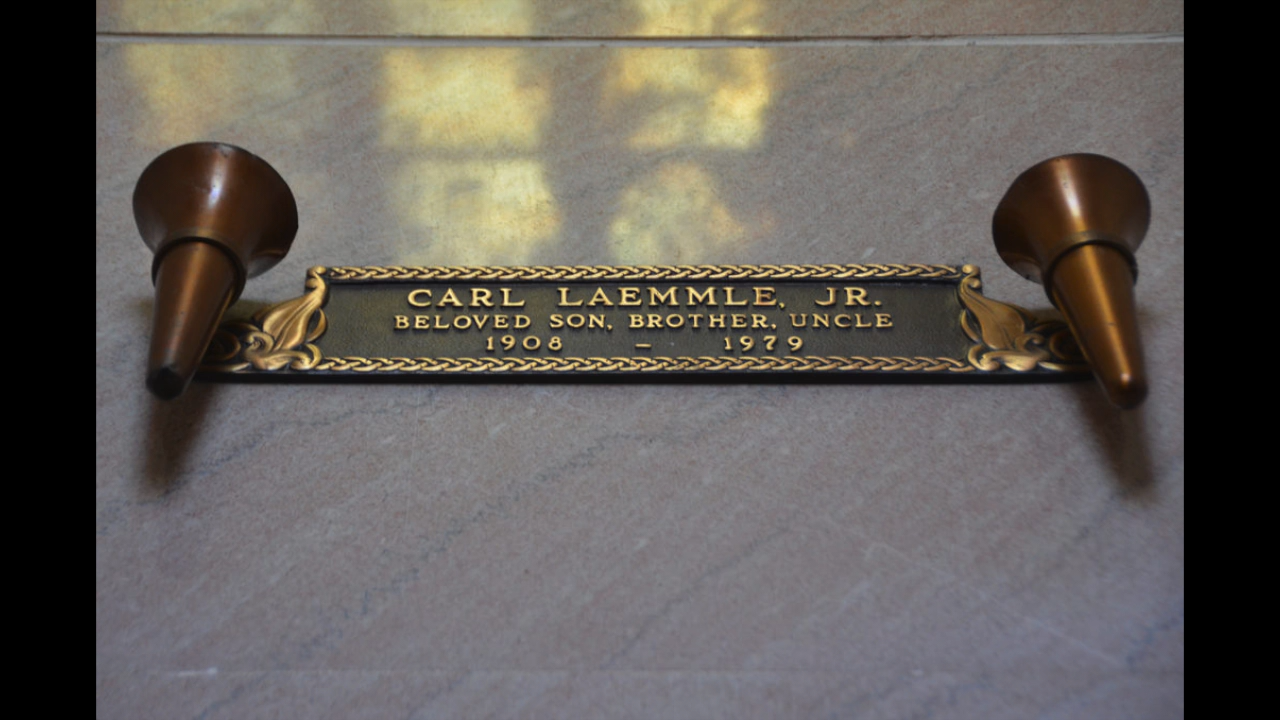 CARL LAEMMLE, JR.
BELOVED SON, BROTHER, UNCLE
1908 – 1979